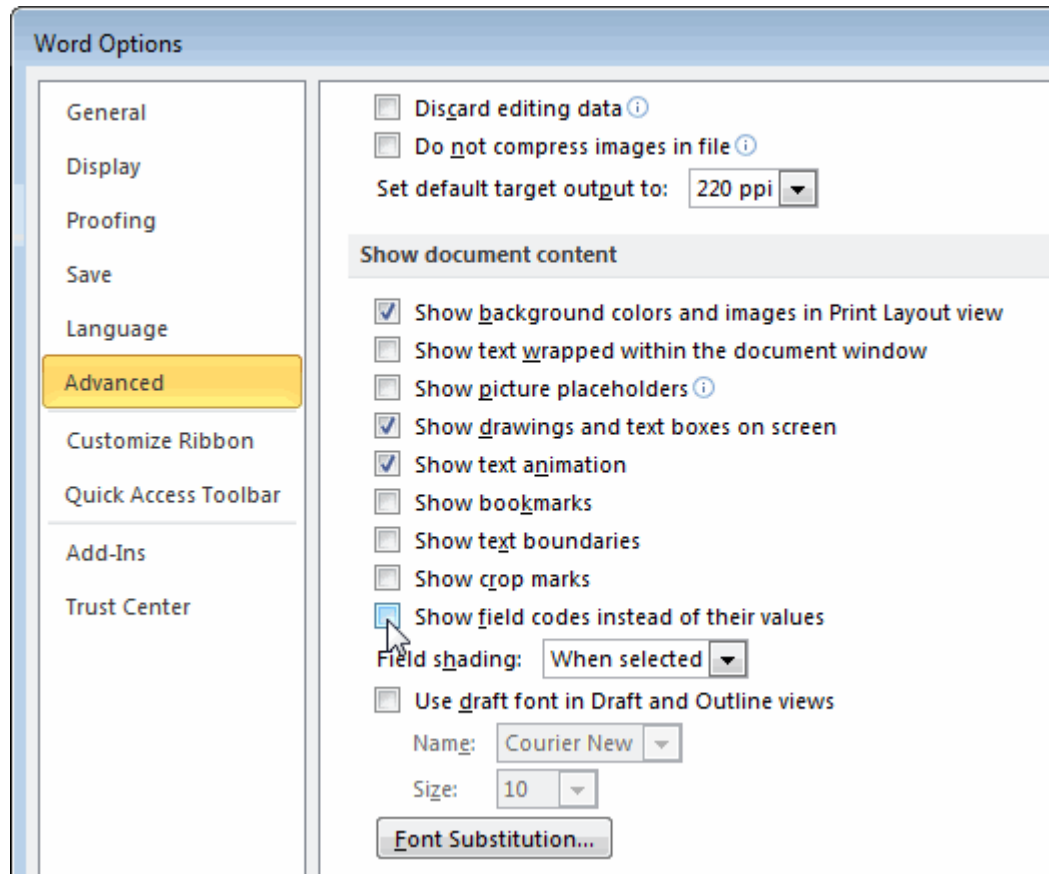 Word Options
General
Display
Proofing
Save
Language
Advanced
Customize Ribbon
Quick Access Toolbar
Add-Ins
Trust Center
Discard editing data
Do not compress images in file
Set default target output to: 220 ppi
Show document content
Show background colors and images in Print Layout view
Show text wrapped within the document window
Show picture placeholders
Show drawings and text boxes on screen
Show text animation
Show bookmarks
Show text boundaries
Show crop marks
Show field codes instead of their values
Field shading: When selected
Use draft font in Draft and Outline views
Name: Courier New
Size: 10
Font Substitution...